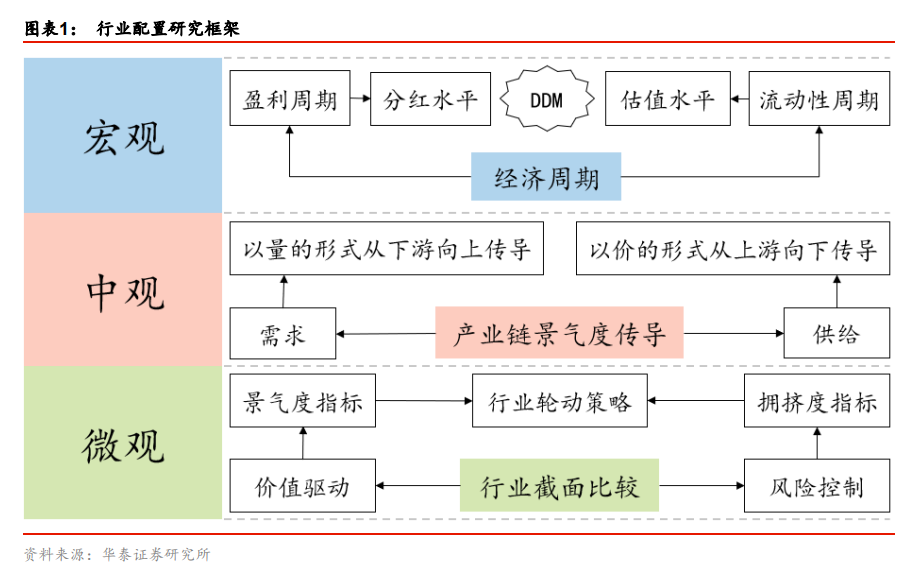 图表1： 行业配置研究框架
宏观
盈利周期
分红水平
DDM
估值水平
流动性周期
经济周期
中观
以量的形式从下游向上传导
以价的形式从上游向下传导
需求
产业链景气度传导
供给
微观
景气度指标
行业轮动策略
拥挤度指标
价值驱动
行业截面比较
风险控制
资料来源：华泰证券研究所